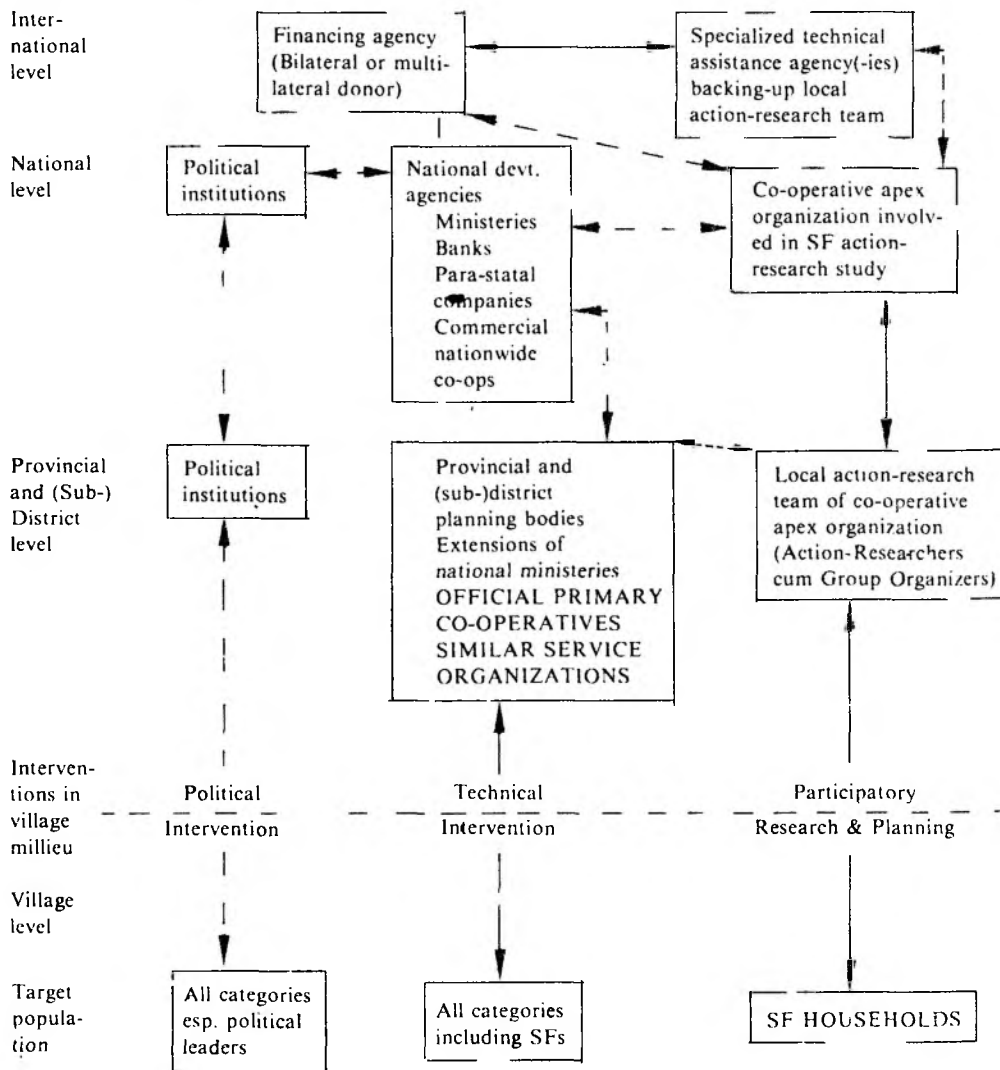 Inter-
national
level
Financing agency
(Bilateral or multi-
lateral donor)
Specialized technical
assistance agency(-ies)
backing-up local
action-research team
National
level
Political
institutions
National devt.
agencies
Ministeries
Banks
Para-statal
companies
Commercial
nationwide
co-ops
Co-operative apex
organization involv-
ed in SF action-
research study
Provincial
and (Sub-)
District
level
Political
institutions
Provincial and
(sub-)district
planning bodies
Extensions of
national ministeries
OFFICIAL PRIMARY
CO-OPERATIVES
SIMILAR SERVICE
ORGANIZATIONS
Local action-research
team of co-operative
apex organization
(Action-Researchers
cum Group Organizers)
Interven-
tions in
village
millieu
Political
Intervention
Technical
Intervention
Participatory
Research & Planning
Village
level
Target
popula-
tion
All categories
esp. political
leaders
All categories
including SFs
SF HOUSEHOLDS